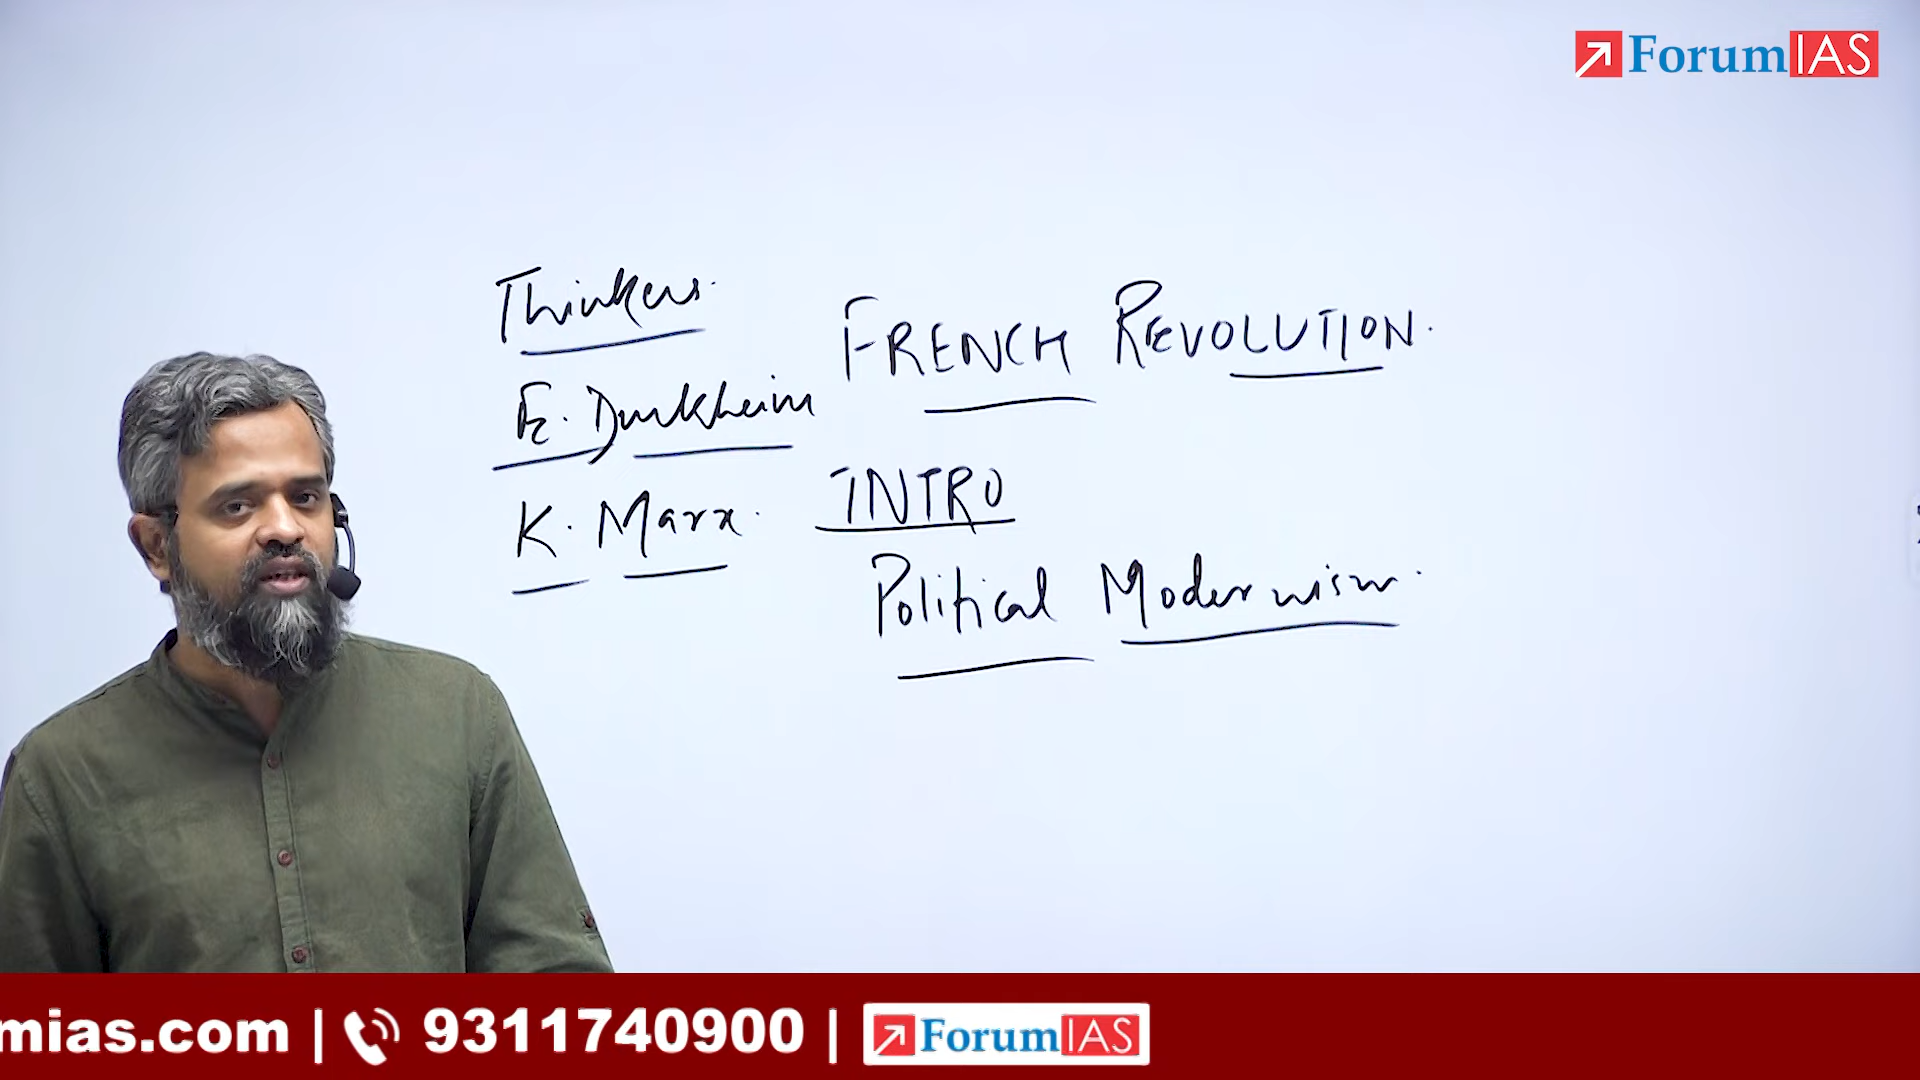 ForumIAS
Thinkers.
FRENCH REVOLUTION.
E. Durkheim
K. Marx.
INTRO
Political Modernism.
mias.com | 9311740900 | ForumIAS